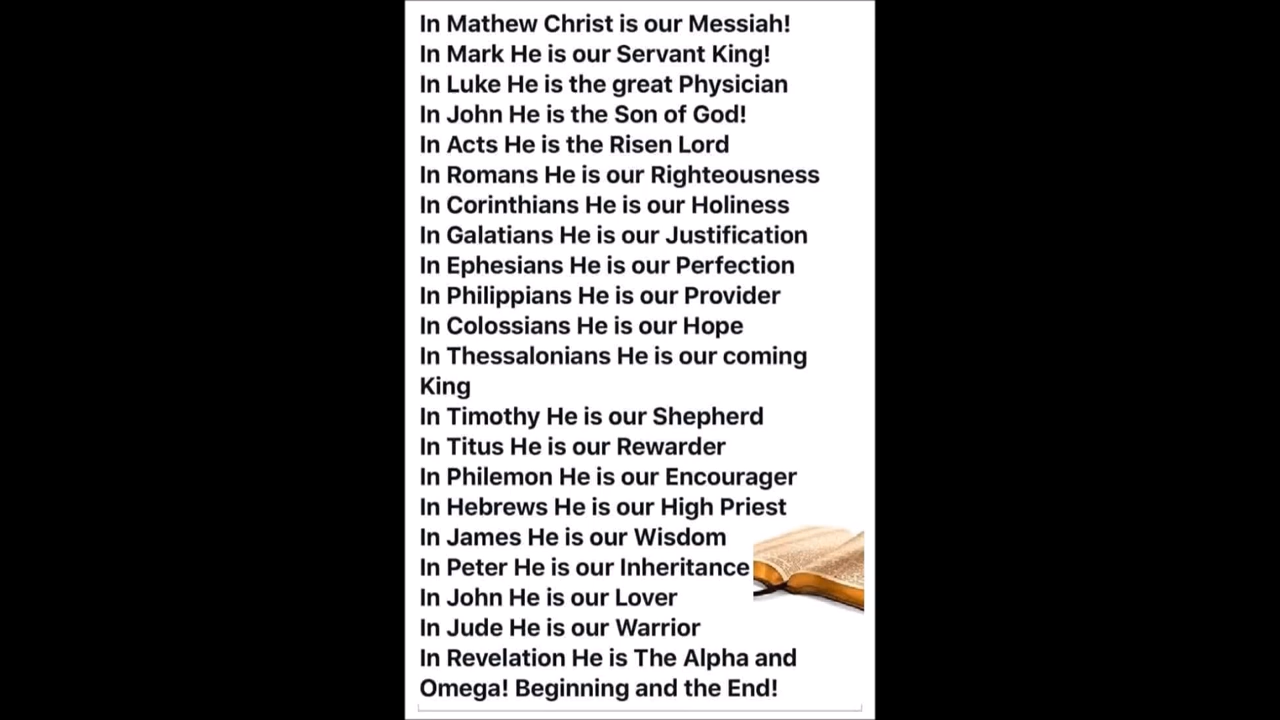 In Mathew Christ is our Messiah!
In Mark He is our Servant King!
In Luke He is the great Physician
In John He is the Son of God!
In Acts He is the Risen Lord
In Romans He is our Righteousness
In Corinthians He is our Holiness
In Galatians He is our Justification
In Ephesians He is our Perfection
In Philippians He is our Provider
In Colossians He is our Hope
In Thessalonians He is our coming
King
In Timothy He is our Shepherd
In Titus He is our Rewarder
In Philemon He is our Encourager
In Hebrews He is our High Priest
In James He is our Wisdom
In Peter He is our Inheritance
In John He is our Lover
In Jude He is our Warrior
In Revelation He is The Alpha and
Omega! Beginning and the End!